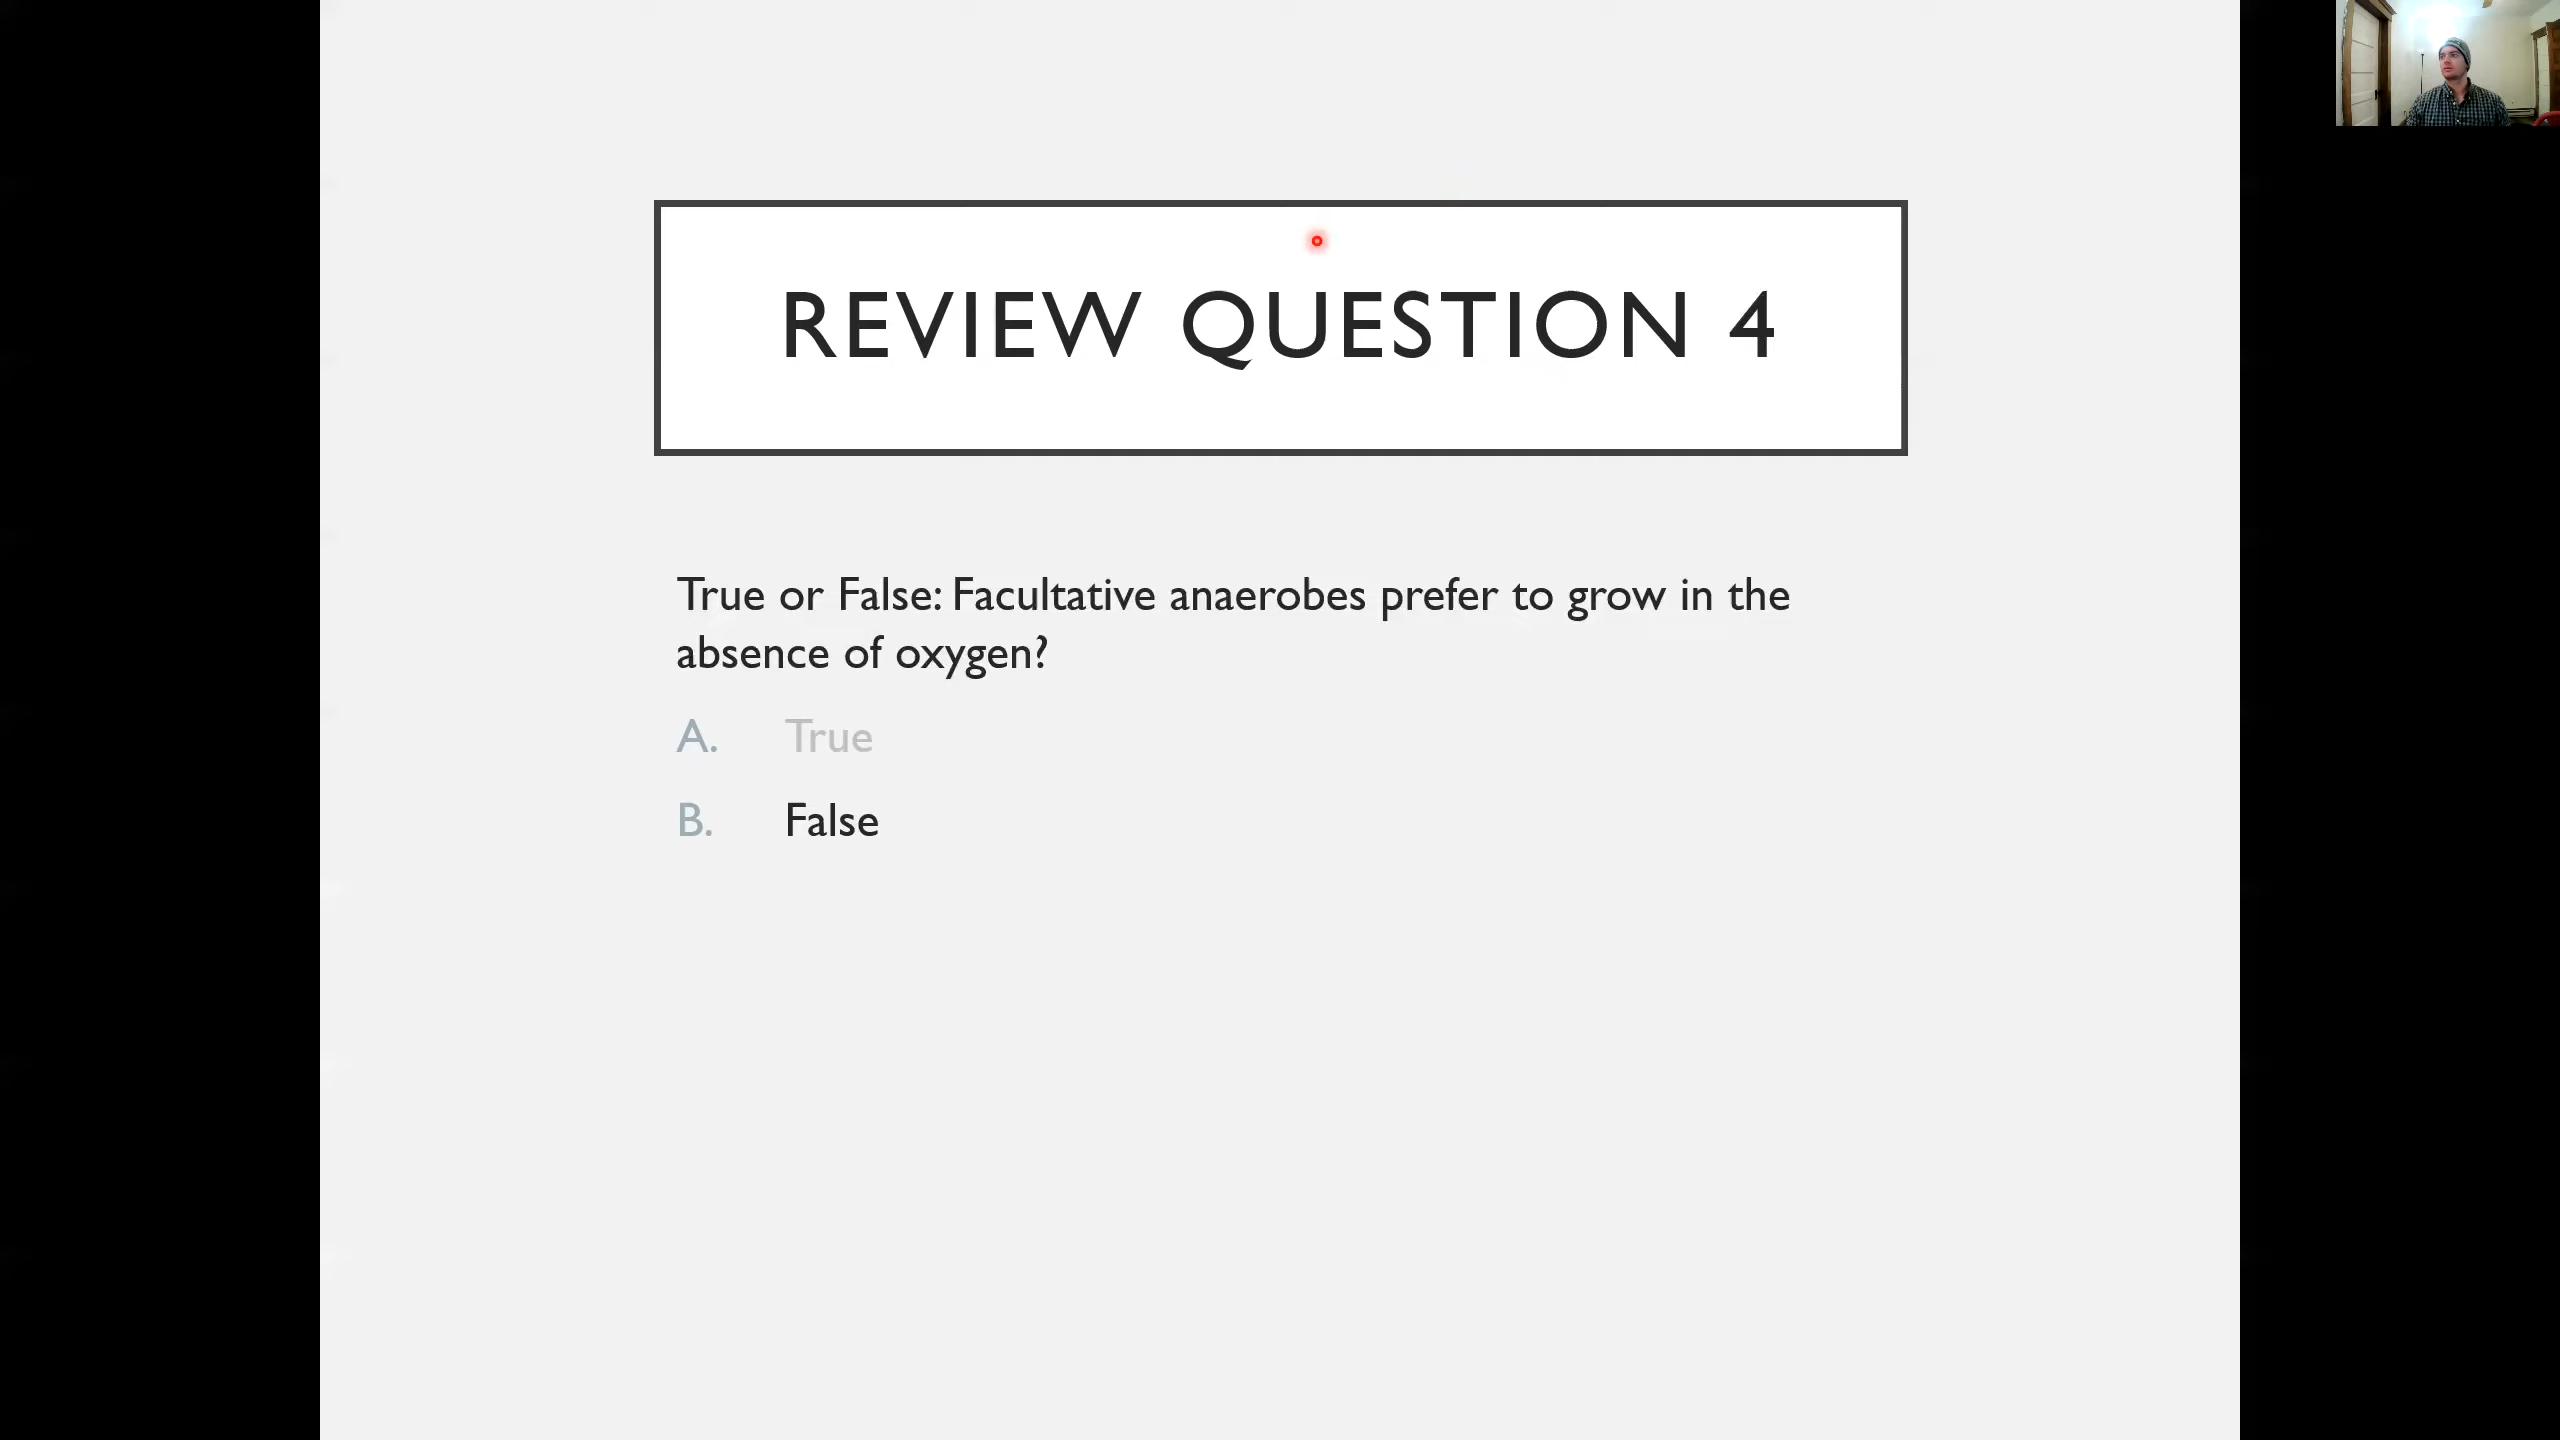 REVIEW QUESTION 4
True or False: Facultative anaerobes prefer to grow in the
absence of oxygen?
A. True
B. False